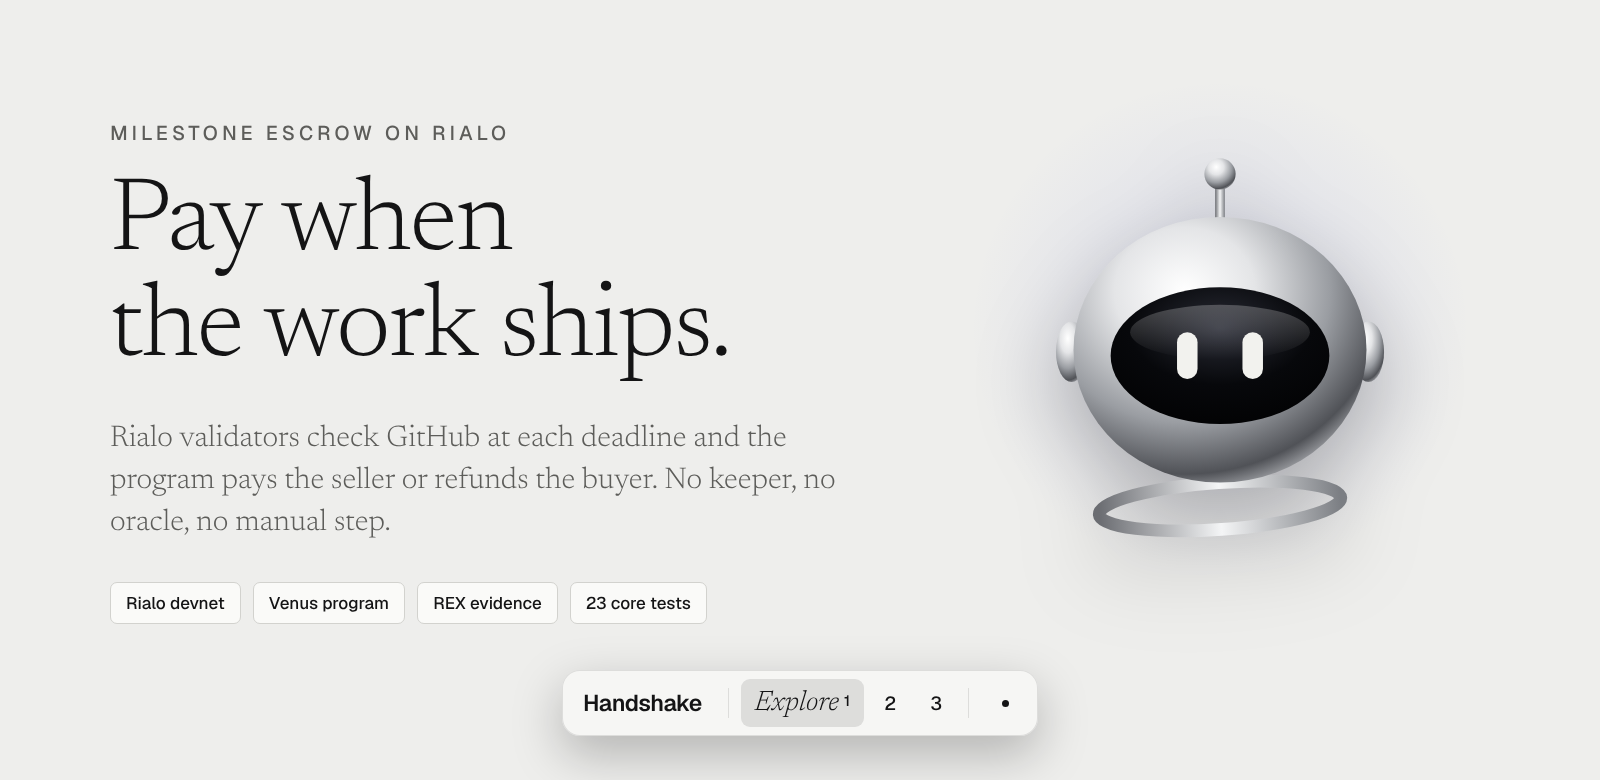 MILESTONE ESCROW ON RIALO
Pay when
the work ships.
Rialo validators check GitHub at each deadline and the
program pays the seller or refunds the buyer. No keeper, no
oracle, no manual step.
Rialo devnet
Venus program
REX evidence
23 core tests
Handshake
Explore 1
2
3